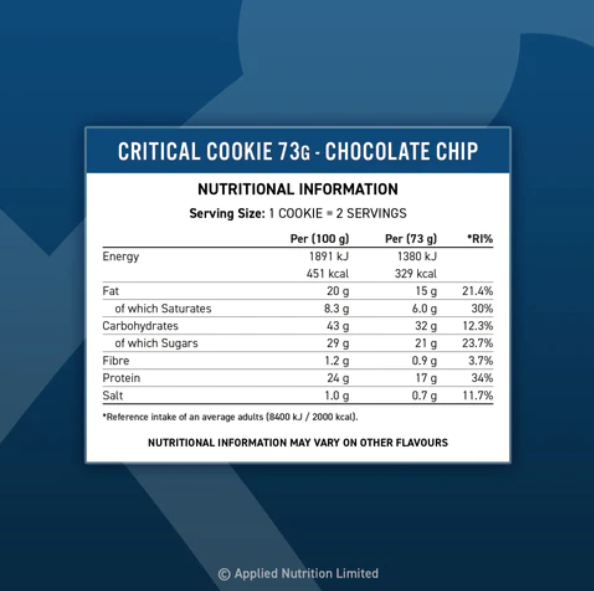 CRITICAL COOKIE 73G - CHOCOLATE CHIP
NUTRITIONAL INFORMATION
Serving Size: 1 COOKIE = 2 SERVINGS
Per (100 g) Per (73 g) *RI%
Energy 1891 kJ 1380 kJ
451 kcal 329 kcal
Fat 20 g 15 g 21.4%
of which Saturates 8.3 g 6.0 g 30%
Carbohydrates 43 g 32 g 12.3%
of which Sugars 29 g 21 g 23.7%
Fibre 1.2 g 0.9 g 3.7%
Protein 24 g 17 g 34%
Salt 1.0 g 0.7 g 11.7%
*Reference intake of an average adults (8400 kJ / 2000 kcal).
NUTRITIONAL INFORMATION MAY VARY ON OTHER FLAVOURS
© Applied Nutrition Limited